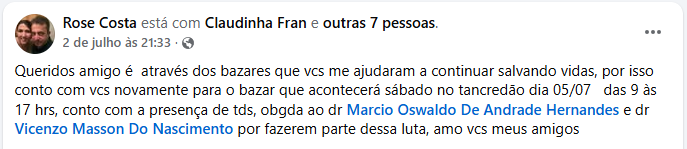 Rose Costa está com Claudinha Fran e outras 7 pessoas.
2 de julho às 21:33 ·
Queridos amigo é através dos bazares que vcs me ajudaram a continuar salvando vidas, por isso
conto com vcs novamente para o bazar que acontecerá sábado no tancredão dia 05/07 das 9 às
17 hrs, conto com a presença de tds, obgda ao dr Marcio Oswaldo De Andrade Hernandes e dr
Vicenzo Masson Do Nascimento por fazerem parte dessa luta, amo vcs meus amigos